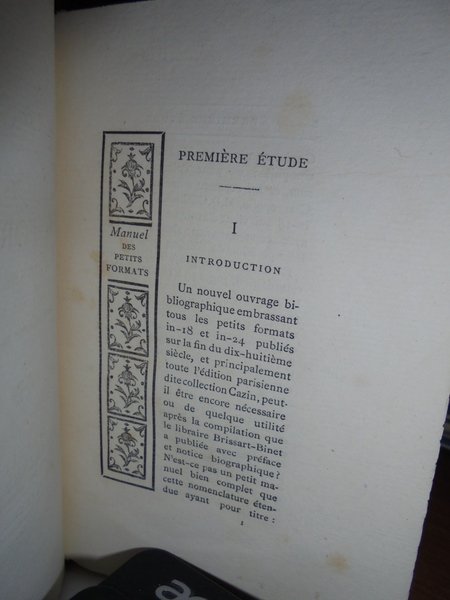 Manuel
DES
PETITS
FORMATS
PREMIÈRE ÉTUDE
I
INTRODUCTION
Un nouvel ouvrage bi-
bliographique embrassant
tous les petits formats
in-18 et in-24 publiés
sur la fin du dix-huitième
siècle, et principalement
toute l'édition parisienne
dite collection Cazin, peut-
il être encore nécessaire
ou de quelque utilité
après la compilation que
le libraire Brissart-Binet
a publiée avec préface
et notice biographique?
N'est-ce pas un petit ma-
nuel bien complet que
cette nomenclature éten-
due ayant pour titre :
1